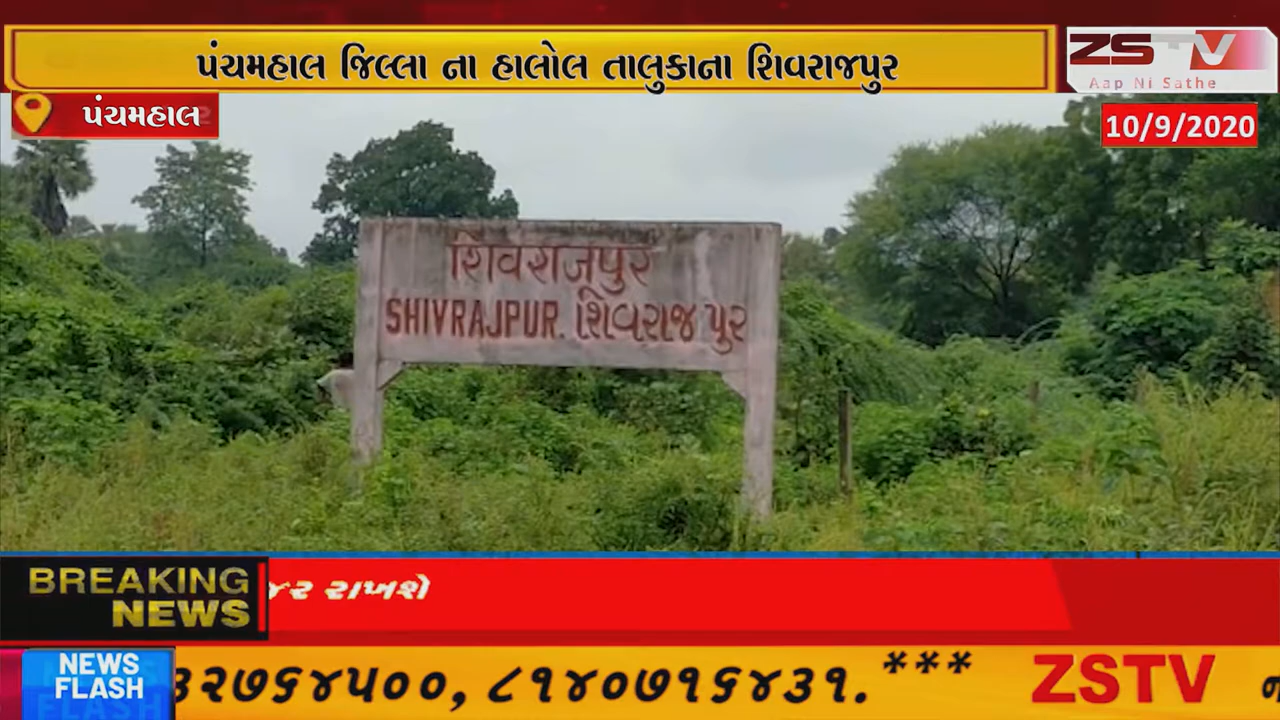 પંચમહાલ જિલ્લા ના હાલોલ તાલુકાના શિવરાજપુર
ZSTV
Aap Ni Sathe
પંચમહાલ
10/9/2020
शिवराजपुर
SHIVRAJPUR. શિવરાજ પુર
BREAKING
NEWS
રાખશે
NEWS
FLASH
૩૨૭૬૪૫૦૦, ૮૧૪૦૭૧૬૪૩૧. *** ZSTV